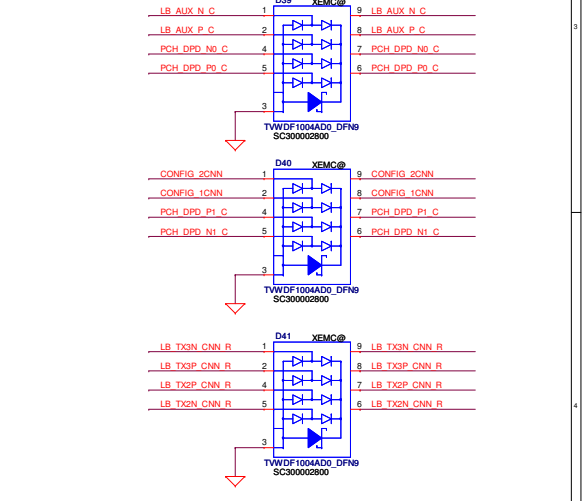 D39 XEMC@
LB_AUX_N_C 1 9 LB_AUX_N_C
LB_AUX_P_C 2 8 LB_AUX_P_C
PCH_DPD_N0_C 4 7 PCH_DPD_N0_C
PCH_DPD_P0_C 5 6 PCH_DPD_P0_C
3
TVWDF1004AD0_DFN9
SC300002800
D40 XEMC@
CONFIG_2CNN 1 9 CONFIG_2CNN
CONFIG_1CNN 2 8 CONFIG_1CNN
PCH_DPD_P1_C 4 7 PCH_DPD_P1_C
PCH_DPD_N1_C 5 6 PCH_DPD_N1_C
3
TVWDF1004AD0_DFN9
SC300002800
D41 XEMC@
LB_TX3N_CNN_R 1 9 LB_TX3N_CNN_R
LB_TX3P_CNN_R 2 8 LB_TX3P_CNN_R
LB_TX2P_CNN_R 4 7 LB_TX2P_CNN_R
LB_TX2N_CNN_R 5 6 LB_TX2N_CNN_R
3
TVWDF1004AD0_DFN9
SC300002800
3
4